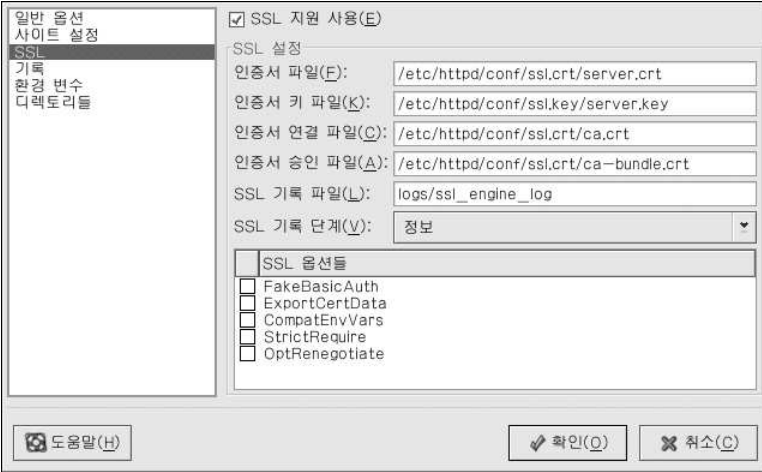 일반 옵션
사이트 설정
SSL
기록
환경 변수
디렉토리들
SSL 지원 사용(E)
SSL 설정
인증서 파일(F): /etc/httpd/conf/ssl.crt/server.crt
인증서 키 파일(K): /etc/httpd/conf/ssl.key/server.key
인증서 연결 파일(C): /etc/httpd/conf/ssl.crt/ca.crt
인증서 승인 파일(A): /etc/httpd/conf/ssl.crt/ca-bundle.crt
SSL 기록 파일(L): logs/ssl_engine_log
SSL 기록 단계(V): 정보
SSL 옵션들
FakeBasicAuth
ExportCertData
CompatEnvVars
StrictRequire
OptRenegotiate
도움말(H) 확인(O) 취소(C)